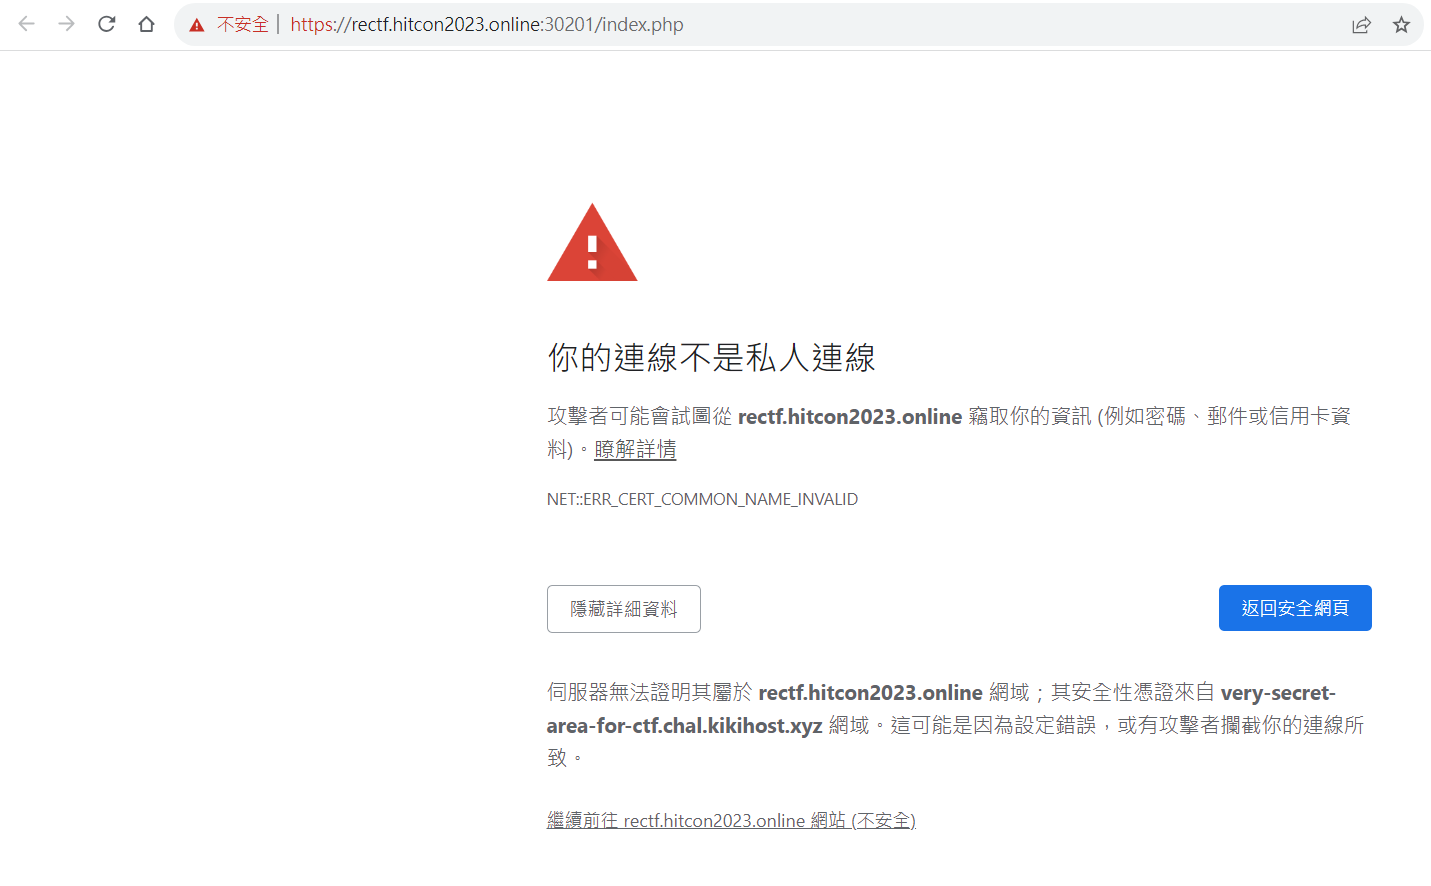 不安全 | https://rectf.hitcon2023.online:30201/index.php
你的連線不是私人連線
攻擊者可能會試圖從 rectf.hitcon2023.online 竊取你的資訊 (例如密碼、郵件或信用卡資
料)。瞭解詳情
NET::ERR_CERT_COMMON_NAME_INVALID
隱藏詳細資料
返回安全網頁
伺服器無法證明其屬於 rectf.hitcon2023.online 網域；其安全性憑證來自 very-secret-
area-for-ctf.chal.kikihost.xyz 網域。這可能是因為設定錯誤，或有攻擊者攔截你的連線所
致。
繼續前往 rectf.hitcon2023.online 網站 (不安全)